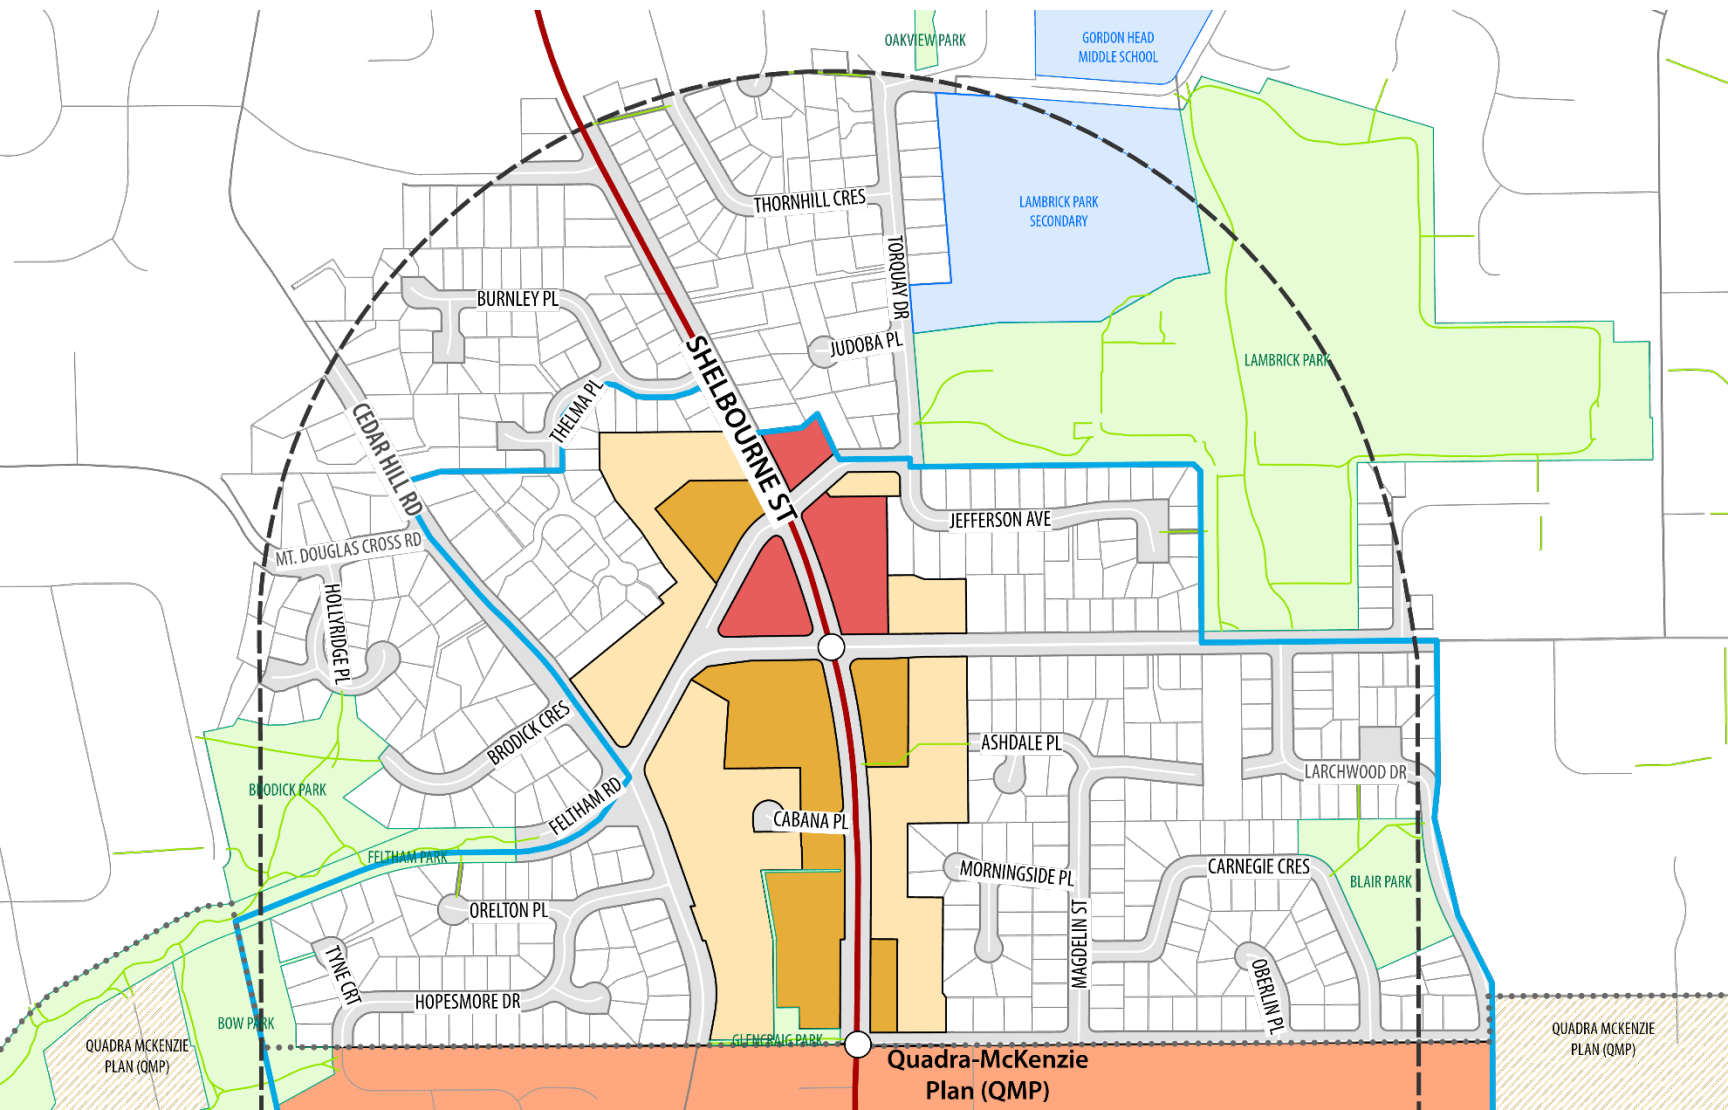 OAKVIEW PARK
GORDON HEAD
MIDDLE SCHOOL
THORNHILL CRES
LAMBRICK PARK
SECONDARY
TORQUAY DR
BURNLEY PL
JUDOBA PL
LAMBRICK PARK
SHELBOURNE ST
THELMA PL
CEDAR HILL RD
JEFFERSON AVE
MT. DOUGLAS CROSS RD
HOLLYRIDGE PL
BRODICK CRES
ASHDALE PL
LARCHWOOD DR
BRODICK PARK
FELTHAM RD
CABANA PL
FELTHAM PARK
MORNINGSIDE PL
CARNEGIE CRES
BLAIR PARK
ORELTON PL
MAGDELIN ST
TYNE CRT
HOPESMORE DR
OBERLIN PL
BOW PARK
GLENCRAIG PARK
QUADRA MCKENZIE
PLAN (QMP)
Quadra-McKenzie
Plan (QMP)
QUADRA MCKENZIE
PLAN (QMP)